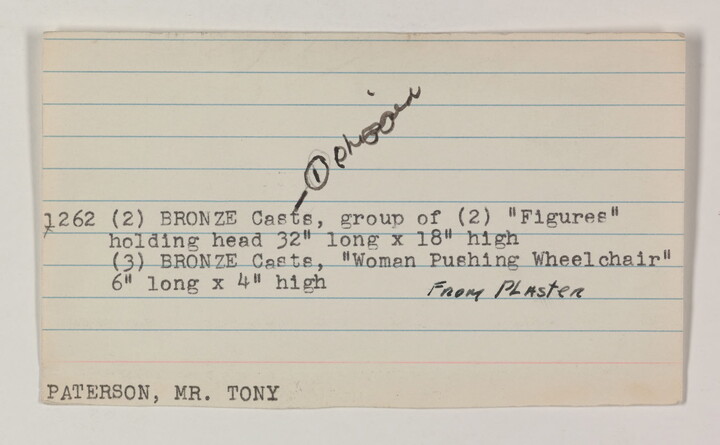 ①
1262 (2) BRONZE Casts, group of (2) "Figures"
holding head 32" long x 18" high
(3) BRONZE Casts, "Woman Pushing Wheelchair"
6" long x 4" high
From PLASTER
PATERSON, MR. TONY